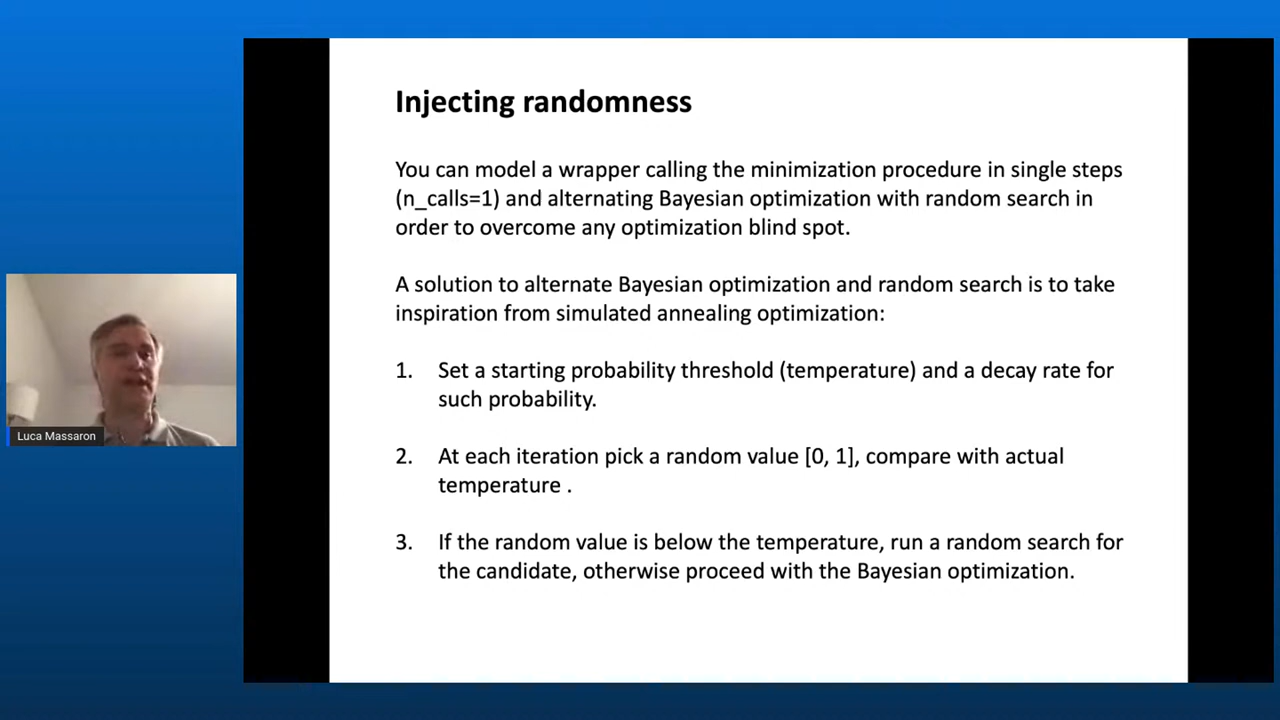 Injecting randomness
You can model a wrapper calling the minimization procedure in single steps
(n_calls=1) and alternating Bayesian optimization with random search in
order to overcome any optimization blind spot.
A solution to alternate Bayesian optimization and random search is to take
inspiration from simulated annealing optimization:
1. Set a starting probability threshold (temperature) and a decay rate for
such probability.
2. At each iteration pick a random value [0, 1], compare with actual
temperature .
3. If the random value is below the temperature, run a random search for
the candidate, otherwise proceed with the Bayesian optimization.
Luca Massaron